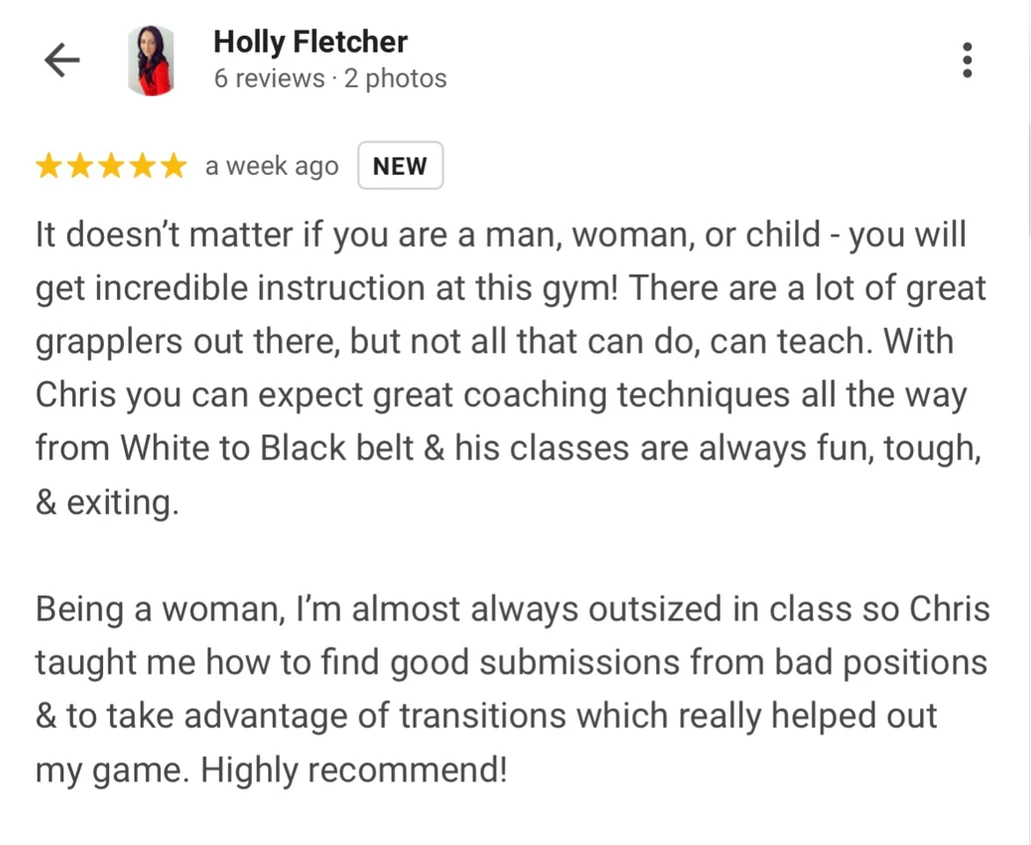 Holly Fletcher
6 reviews · 2 photos
a week ago NEW
It doesn’t matter if you are a man, woman, or child - you will
get incredible instruction at this gym! There are a lot of great
grapplers out there, but not all that can do, can teach. With
Chris you can expect great coaching techniques all the way
from White to Black belt & his classes are always fun, tough,
& exiting.
Being a woman, I’m almost always outsized in class so Chris
taught me how to find good submissions from bad positions
& to take advantage of transitions which really helped out
my game. Highly recommend!